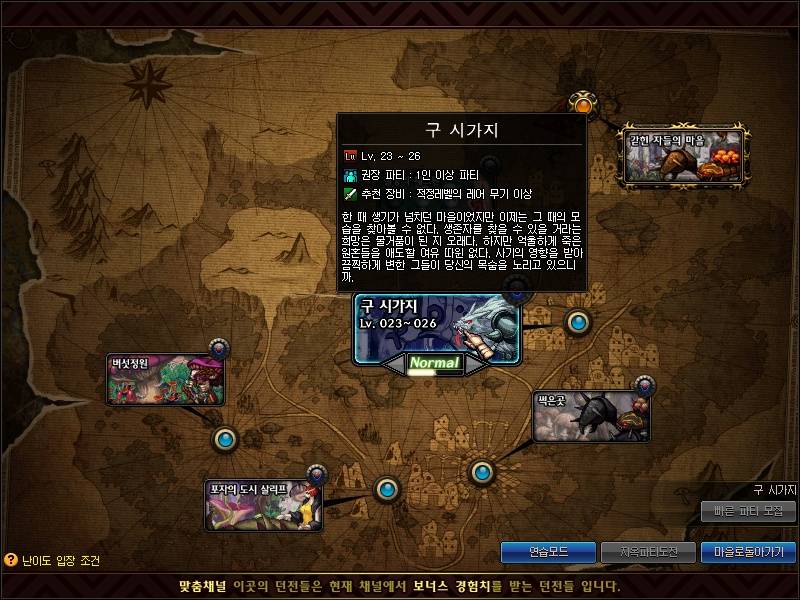 구 시가지
Lv. 23 ~ 26
권장 파티 : 1인 이상 파티
추천 장비 : 적정레벨의 레어 무기 이상
한 때 생기가 넘치던 마을이었지만 이제는 그 때의 모
습을 찾아볼 수 없다. 생존자를 찾을 수 있을 거라는
희망은 물거품이 된 지 오래다. 하지만 억울하게 죽은
원혼들을 애도할 여유 따윈 없다. 사기의 영향을 받아
끔찍하게 변한 그들이 당신의 목숨을 노리고 있으니
까.
갇힌 자들의 마을
구 시가지
Lv. 023~026
Normal
버섯정원
썩은곳
포자의 도시 살리프
구 시가지
빠른 파티 모집
연습모드
지옥파티도전
마을로돌아가기
난이도 입장 조건
맞춤채널 이곳의 던전들은 현재 채널에서 보너스 경험치를 받는 던전들 입니다.